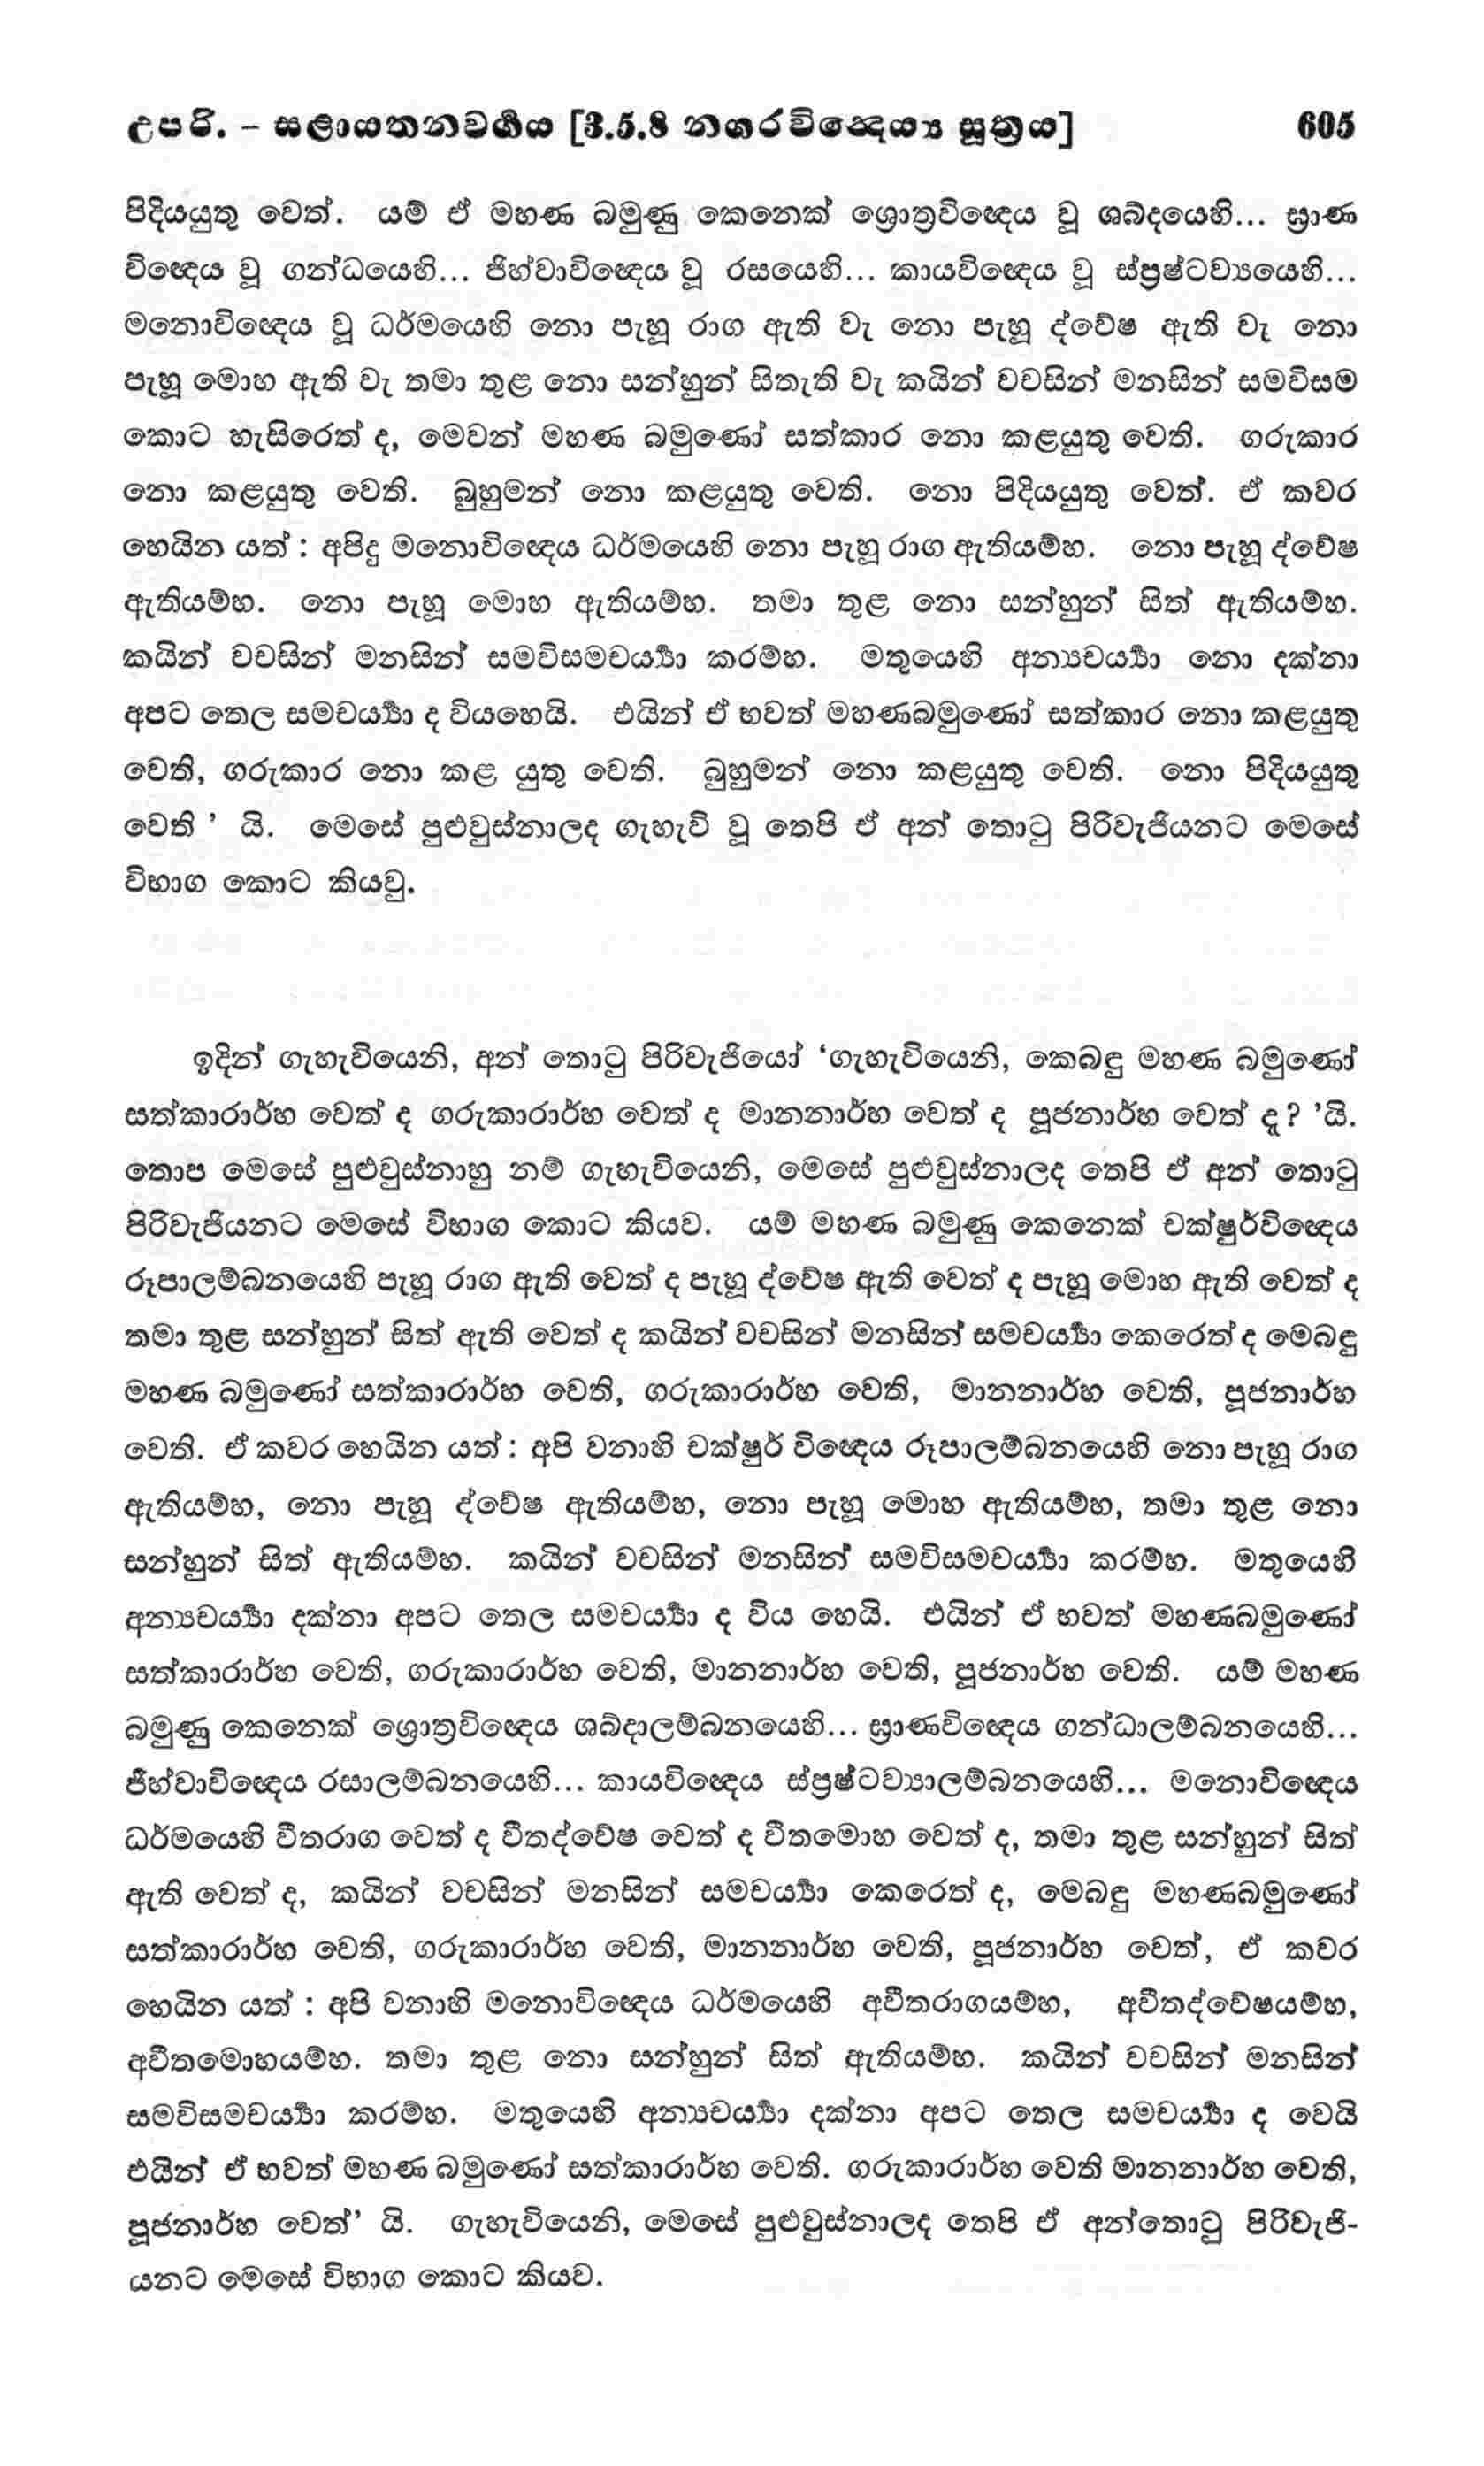 උපරි. – සළායතනවර්‍ගය [3.5.8 නගරවිඤ්ඤෙය්‍ය සූත්‍රය] 605
පිදියයුතු වෙත්. යම් ඒ මහණ බමුණු කෙනෙක් ශ්‍රොත්‍රවිඥෙය වූ ශබ්දයෙහි... ඝ්‍රාණ
විඥෙය වූ ගන්ධයෙහි... ජිහ්වාවිඥෙය වූ රසයෙහි... කායවිඥෙය වූ ස්ප්‍රෂ්ටව්‍යයෙහි...
මනොවිඥෙය වූ ධර්මයෙහි නො පැහූ රාග ඇති වැ නො පැහූ ද්වේෂ ඇති වැ නො
පැහූ මොහ ඇති වැ තමා තුළ නො සන්හුන් සිතැති වැ කයින් වචසින් මනසින් සමවිසම
කොට හැසිරෙත් ද, මෙවන් මහණ බමුණෝ සත්කාර නො කළයුතු වෙති. ගරුකාර
නො කළයුතු වෙති. බුහුමන් නො කළයුතු වෙති. නො පිදියයුතු වෙත්. ඒ කවර
හෙයින යත් : අපිදු මනොවිඥෙය ධර්මයෙහි නො පැහූ රාග ඇතියම්හ. නො පැහූ ද්වේෂ
ඇතියම්හ. නො පැහූ මොහ ඇතියම්හ. තමා තුළ නො සන්හුන් සිත් ඇතියම්හ.
කයින් වචසින් මනසින් සමවිසමචර්‍ය්‍යා කරම්හ. මතුයෙහි අන්‍යචර්‍ය්‍යා නො දක්නා
අපට තෙල සමචර්‍ය්‍යා ද වියහෙයි. එයින් ඒ භවත් මහණබමුණෝ සත්කාර නො කළයුතු
වෙති, ගරුකාර නො කළ යුතු වෙති. බුහුමන් නො කළයුතු වෙති. නො පිදියයුතු
වෙති ’ යි. මෙසේ පුළුවුස්නාලද ගැහැවි වූ තෙපි ඒ අන් තොටු පිරිවැජියනට මෙසේ
විභාග කොට කියවු.
ඉදින් ගැහැවියෙනි, අන් තොටු පිරිවැජියෝ ‘ගැහැවියෙනි, කෙබඳු මහණ බමුණෝ
සත්කාරාර්හ වෙත් ද ගරුකාරාර්හ වෙත් ද මානනාර්හ වෙත් ද පූජනාර්හ වෙත් දැ? ’යි.
තොප මෙසේ පුළුවුස්නාහු නම් ගැහැවියෙනි, මෙසේ පුළුවුස්නාලද තෙපි ඒ අන් තොටු
පිරිවැජියනට මෙසේ විභාග කොට කියව. යම් මහණ බමුණු කෙනෙක් චක්ෂුර්විඥෙය
රූපාලම්බනයෙහි පැහූ රාග ඇති වෙත් ද පැහූ ද්වේෂ ඇති වෙත් ද පැහූ මොහ ඇති වෙත් ද
තමා තුළ සන්හුන් සිත් ඇති වෙත් ද කයින් වචසින් මනසින් සමචර්‍ය්‍යා කෙරෙත් ද මෙබඳු
මහණ බමුණෝ සත්කාරාර්හ වෙති, ගරුකාරාර්හ වෙති, මානනාර්හ වෙති, පූජනාර්හ
වෙති. ඒ කවර හෙයින යත් : අපි වනාහි චක්ෂුර් විඥෙය රූපාලම්බනයෙහි නො පැහූ රාග
ඇතියම්හ, නො පැහූ ද්වේෂ ඇතියම්හ, නො පැහූ මොහ ඇතියම්හ, තමා තුළ නො
සන්හුන් සිත් ඇතියම්හ. කයින් වචසින් මනසින් සමවිසමචර්‍ය්‍යා කරම්හ. මතුයෙහි
අන්‍යචර්‍ය්‍යා දක්නා අපට තෙල සමචර්‍ය්‍යා ද විය හෙයි. එයින් ඒ භවත් මහණබමුණෝ
සත්කාරාර්හ වෙති, ගරුකාරාර්හ වෙති, මානනාර්හ වෙති, පූජනාර්හ වෙති. යම් මහණ
බමුණු කෙනෙක් ශ්‍රොත්‍රවිඥෙය ශබ්දාලම්බනයෙහි... ඝ්‍රාණවිඥෙය ගන්ධාලම්බනයෙහි...
ජීහ්වාවිඥෙය රසාලම්බනයෙහි... කායවිඥෙය ස්ප්‍රෂ්ටව්‍යාලම්බනයෙහි... මනොවිඥෙය
ධර්මයෙහි වීතරාග වෙත් ද වීතද්වේෂ වෙත් ද වීතමොහ වෙත් ද, තමා තුළ සන්හුන් සිත්
ඇති වෙත් ද, කයින් වචසින් මනසින් සමචර්‍ය්‍යා කෙරෙත් ද, මෙබඳු මහණබමුණෝ
සත්කාරාර්හ වෙති, ගරුකාරාර්හ වෙති, මානනාර්හ වෙති, පූජනාර්හ වෙත්, ඒ කවර
හෙයින යත් : අපි වනාහි මනොවිඥෙය ධර්මයෙහි අවීතරාගයම්හ, අවීතද්වේෂයම්හ,
අවීතමොහයම්හ. තමා තුළ නො සන්හුන් සිත් ඇතියම්හ. කයින් වචසින් මනසින්
සමවිසමචර්‍ය්‍යා කරම්හ. මතුයෙහි අන්‍යචර්‍ය්‍යා දක්නා අපට තෙල සමචර්‍ය්‍යා ද වෙයි
එයින් ඒ භවත් මහණ බමුණෝ සත්කාරාර්හ වෙති. ගරුකාරාර්හ වෙති මානනාර්හ වෙති,
පූජනාර්හ වෙත්’ යි. ගැහැවියෙනි, මෙසේ පුළුවුස්නාලද තෙපි ඒ අන්තොටු පිරිවැජි-
යනට මෙසේ විභාග කොට කියව.